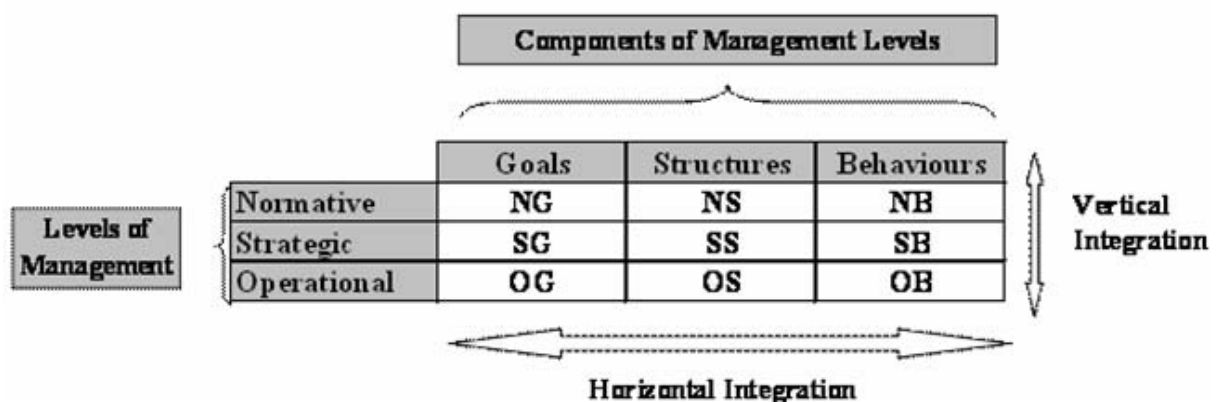 Components of Management Levels
Goals Structures Behaviours
Normative NG NS NB
Strategic SG SS SB
Operational OG OS OB
Levels of
Management
Vertical
Integration
Horizontal Integration